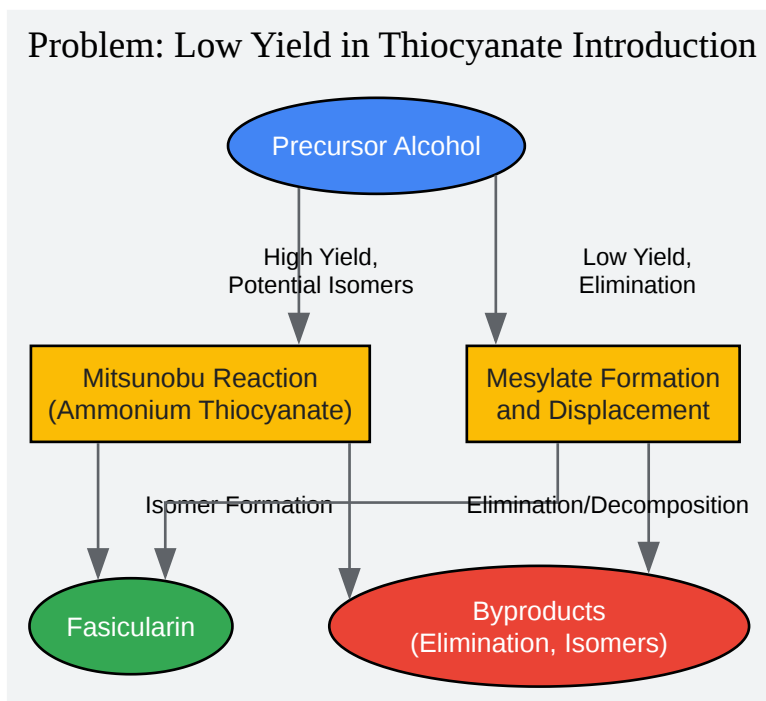 Problem: Low Yield in Thiocyanate Introduction
Precursor Alcohol
High Yield,
Potential Isomers
Low Yield,
Elimination
Mitsunobu Reaction
(Ammonium Thiocyanate)
Mesylate Formation
and Displacement
Isomer Formation
Elimination/Decomposition
Fasicularin
Byproducts
(Elimination, Isomers)